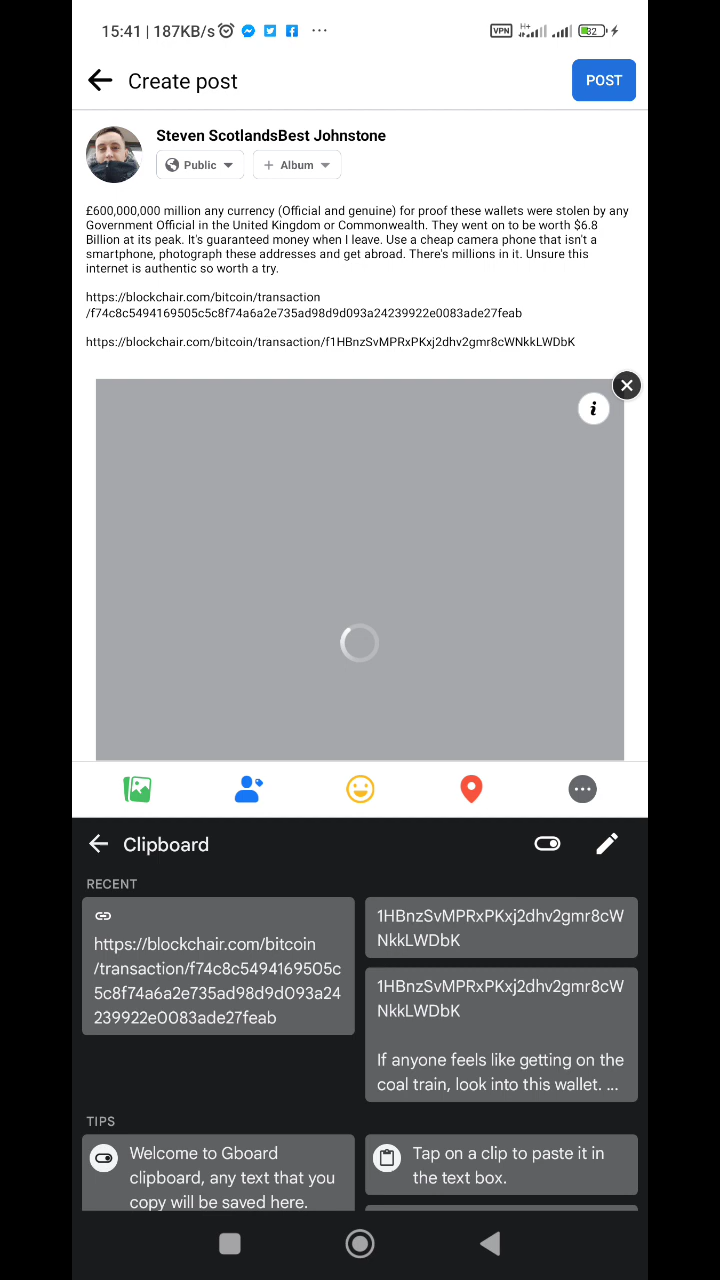 15:41 | 187KB/s ···
VPN H+ 32
Create post
POST
Steven ScotlandsBest Johnstone
Public
+ Album
£600,000,000 million any currency (Official and genuine) for proof these wallets were stolen by any
Government Official in the United Kingdom or Commonwealth. They went on to be worth $6.8
Billion at its peak. It's guaranteed money when I leave. Use a cheap camera phone that isn't a
smartphone, photograph these addresses and get abroad. There's millions in it. Unsure this
internet is authentic so worth a try.
https://blockchair.com/bitcoin/transaction
/f74c8c5494169505c5c8f74a6a2e735ad98d9d093a24239922e0083ade27feab
https://blockchair.com/bitcoin/transaction/f1HBnzSvMPRxPKxj2dhv2gmr8cWNkkLWDbK
i
Clipboard
RECENT
https://blockchair.com/bitcoin
/transaction/f74c8c5494169505c
5c8f74a6a2e735ad98d9d093a24
239922e0083ade27feab
1HBnzSvMPRxPKxj2dhv2gmr8cW
NkkLWDbK
1HBnzSvMPRxPKxj2dhv2gmr8cW
NkkLWDbK
If anyone feels like getting on the
coal train, look into this wallet. ...
TIPS
Welcome to Gboard
clipboard, any text that you
copy will be saved here.
Tap on a clip to paste it in
the text box.